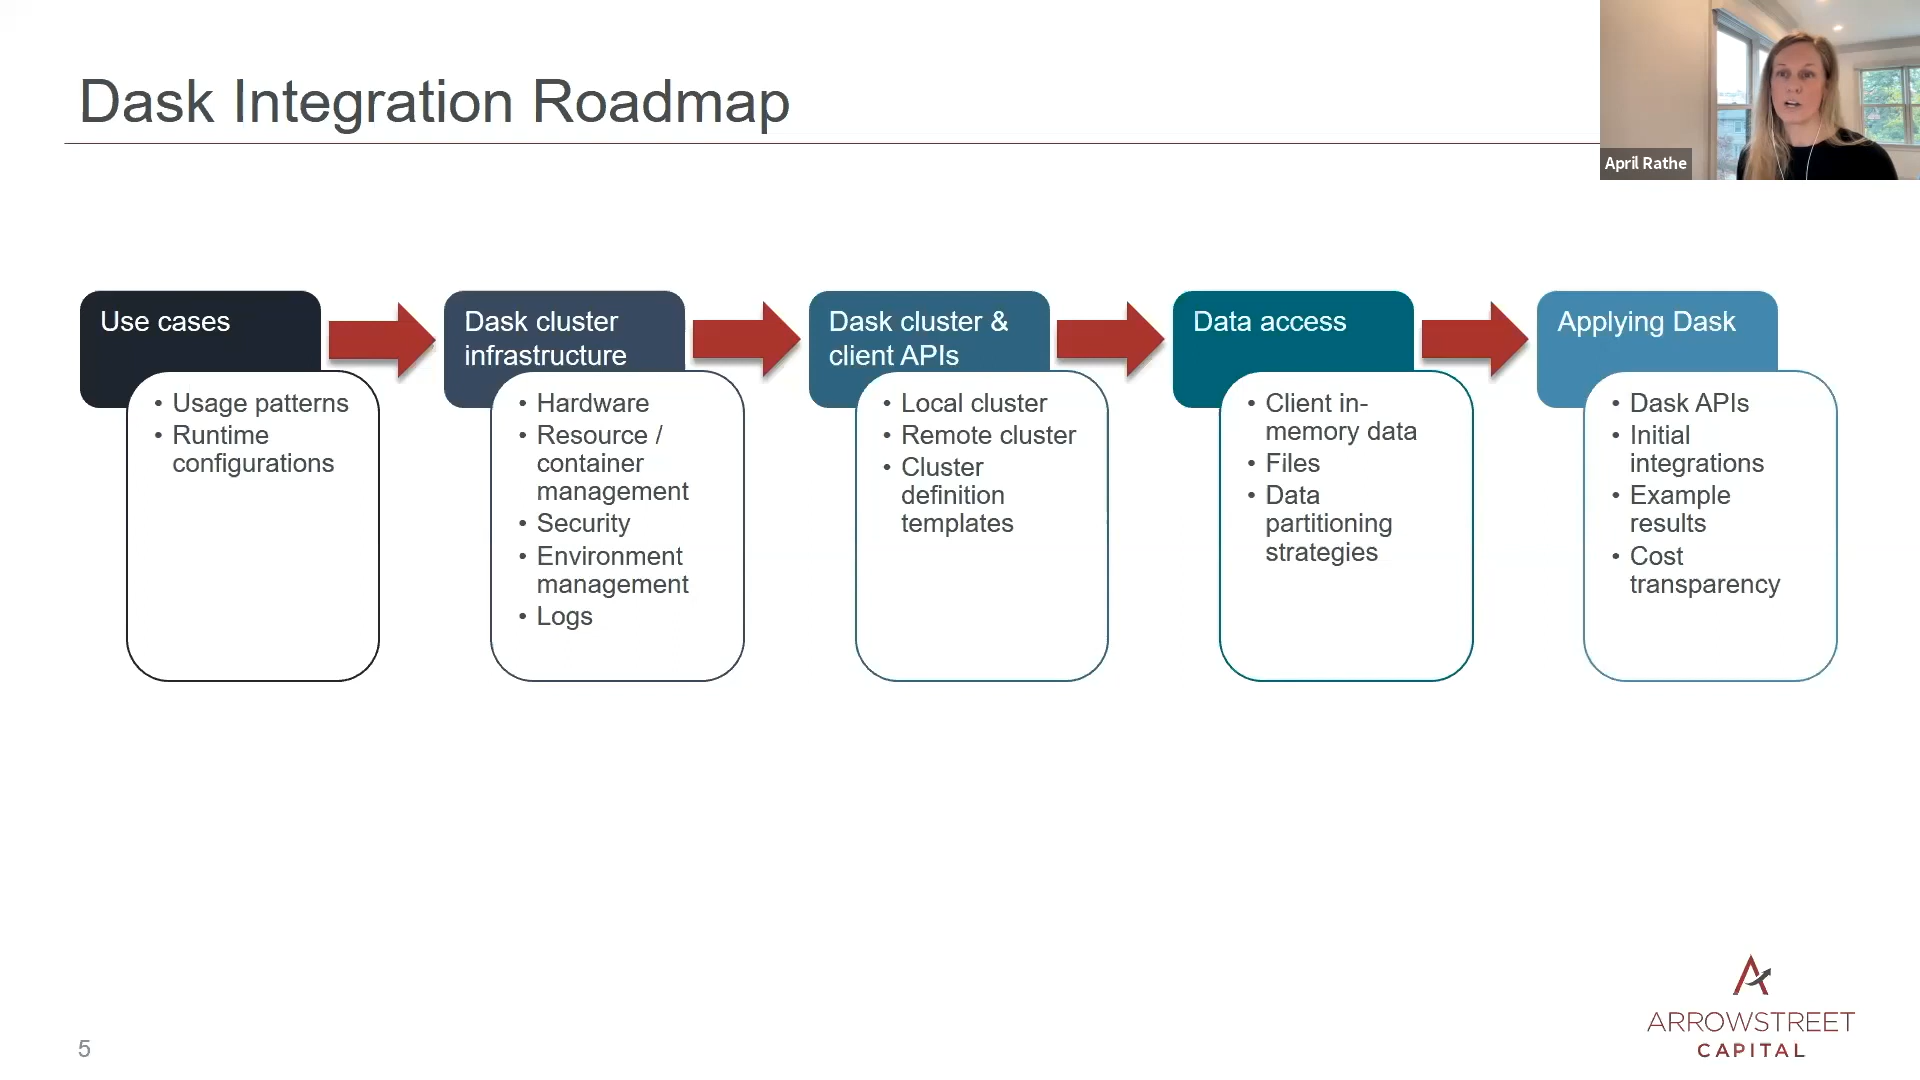 Dask Integration Roadmap
April Rathe
Use cases
• Usage patterns
• Runtime
configurations
Dask cluster
infrastructure
• Hardware
• Resource /
container
management
• Security
• Environment
management
• Logs
Dask cluster &
client APIs
• Local cluster
• Remote cluster
• Cluster
definition
templates
Data access
• Client in-
memory data
• Files
• Data
partitioning
strategies
Applying Dask
• Dask APIs
• Initial
integrations
• Example
results
• Cost
transparency
5
ARROWSTREET
CAPITAL